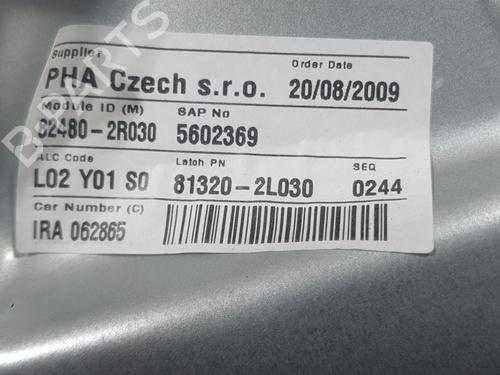 Supplier
Order Date
PHA Czech s.r.o. 20/08/2009
Module ID (M) SAP No
82480-2R030 5602369
ALC Code Latch PN SEQ
L02 Y01 S0 81320-2L030 0244
Car Number (C)
IRA 062865
B-PARTS